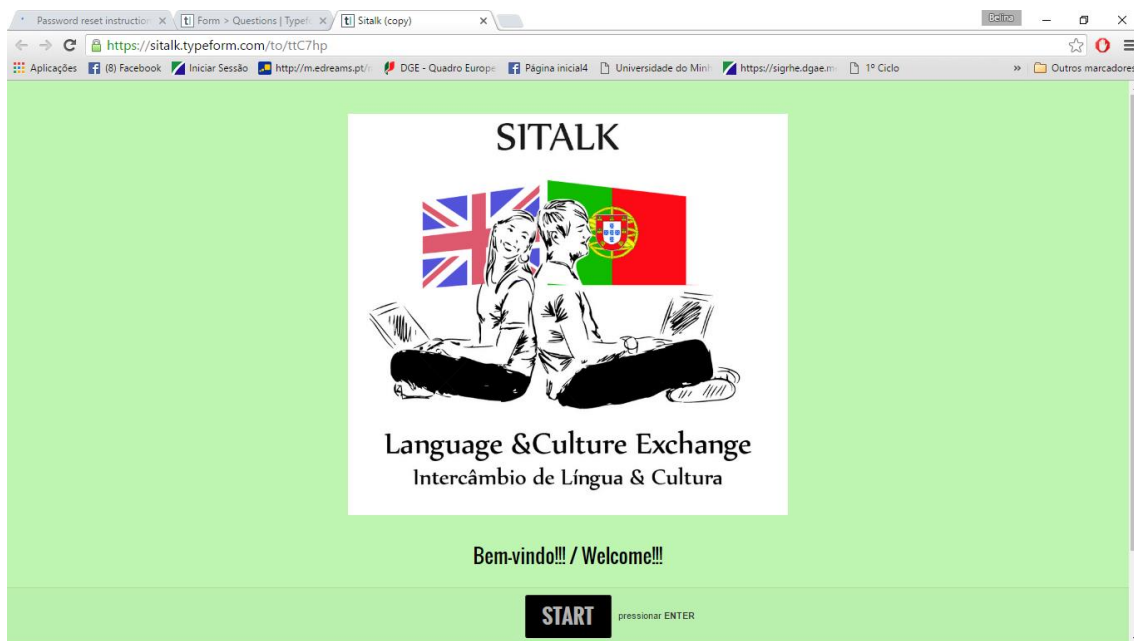 Password reset instruction
Form > Questions | Typef
Sitalk (copy)
Belina
https://sitalk.typeform.com/to/ttC7hp
Aplicações
(8) Facebook
Iniciar Sessão
http://m.edreams.pt/
DGE - Quadro Europe
Página inicial4
Universidade do Minh
https://sigrhe.dgae.m
1º Ciclo
»
Outros marcadores
SITALK
Language &Culture Exchange
Intercâmbio de Língua & Cultura
Bem-vindo!!! / Welcome!!!
START
pressionar ENTER